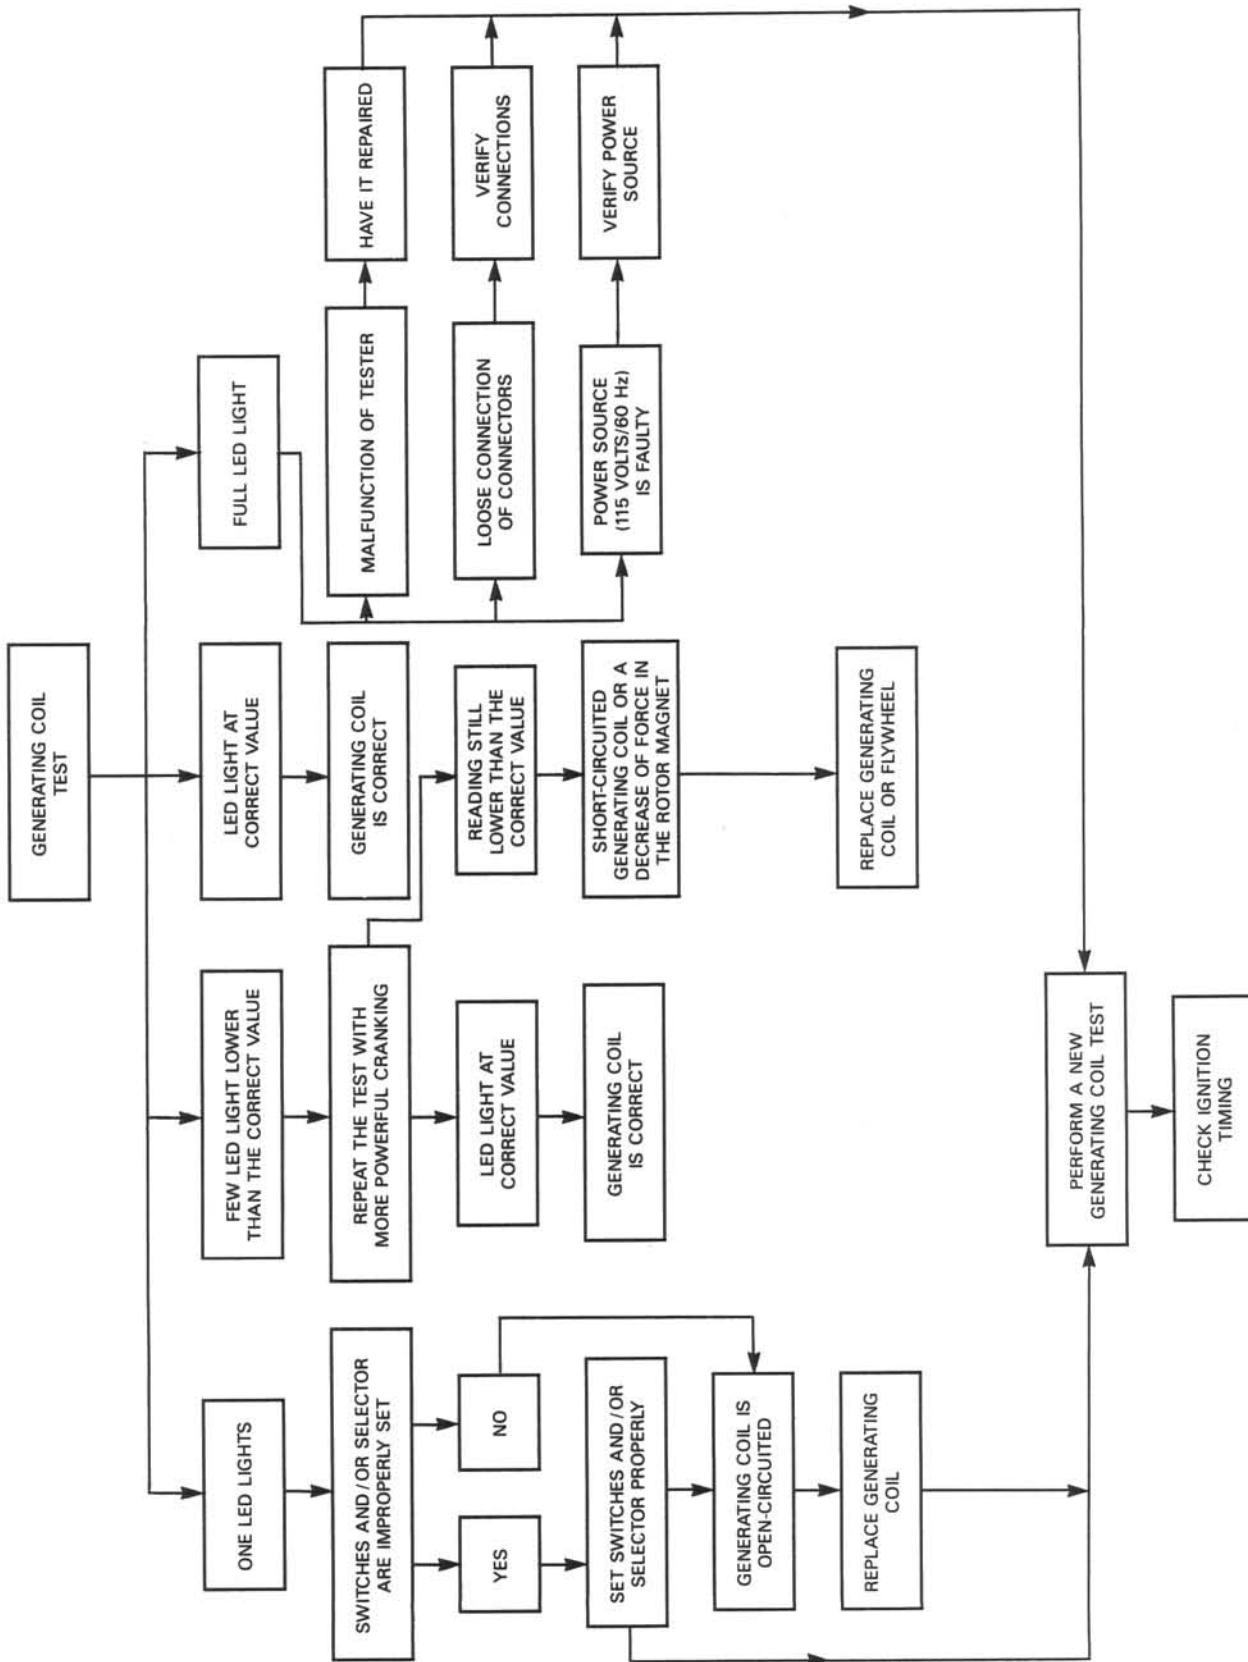 GENERATING COIL
TEST
ONE LED LIGHTS
FEW LED LIGHT LOWER
THAN THE CORRECT VALUE
LED LIGHT AT
CORRECT VALUE
FULL LED LIGHT
SWITCHES AND/OR SELECTOR
ARE IMPROPERLY SET
REPEAT THE TEST WITH
MORE POWERFUL CRANKING
GENERATING COIL
IS CORRECT
MALFUNCTION OF TESTER
HAVE IT REPAIRED
YES
NO
LED LIGHT AT
CORRECT VALUE
READING STILL
LOWER THAN THE
CORRECT VALUE
LOOSE CONNECTION
OF CONNECTORS
VERIFY
CONNECTIONS
SET SWITCHES AND/OR
SELECTOR PROPERLY
GENERATING COIL
IS CORRECT
SHORT-CIRCUITED
GENERATING COIL OR A
DECREASE OF FORCE IN
THE ROTOR MAGNET
POWER SOURCE
(115 VOLTS/60 Hz)
IS FAULTY
VERIFY POWER
SOURCE
GENERATING COIL IS
OPEN-CIRCUITED
REPLACE GENERATING
COIL
REPLACE GENERATING
COIL OR FLYWHEEL
PERFORM A NEW
GENERATING COIL TEST
CHECK IGNITION
TIMING